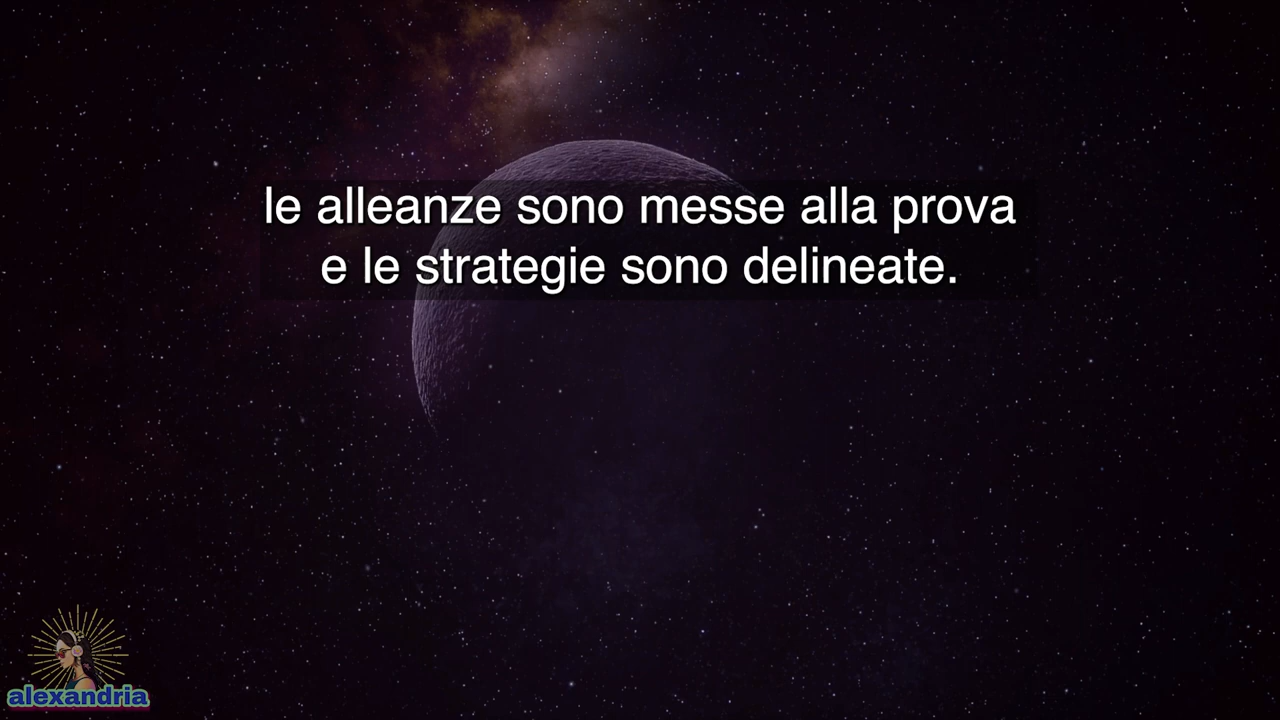 le alleanze sono messe alla prova
e le strategie sono delineate.
alexandria